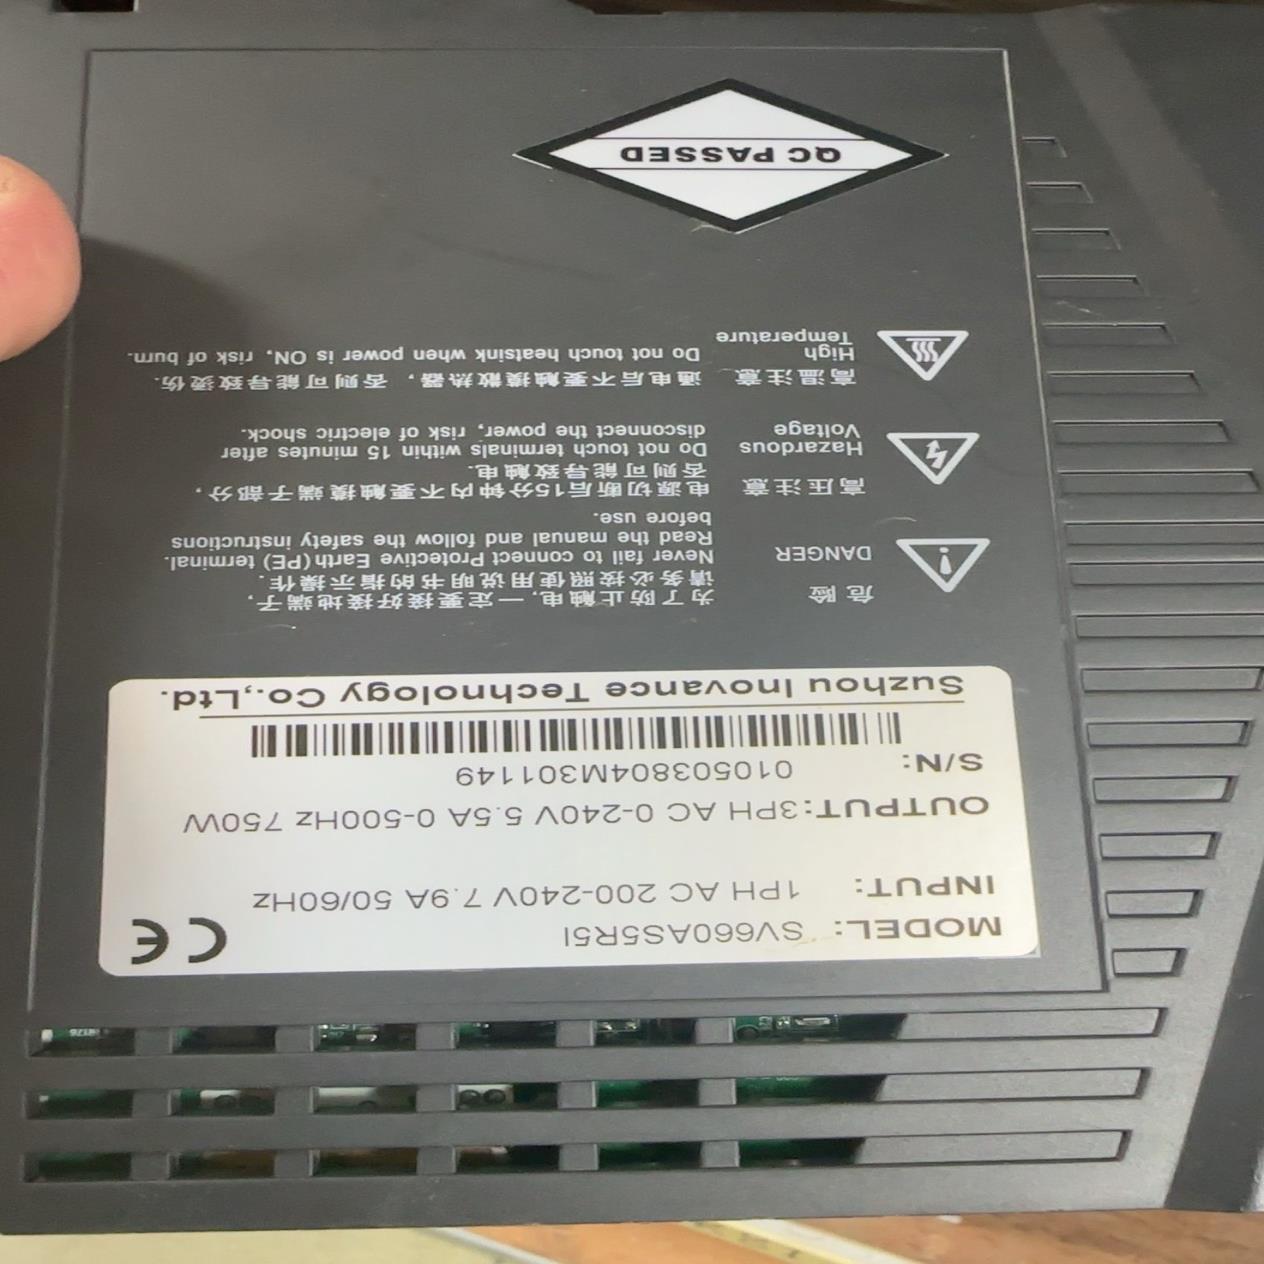 MODEL: SV660AS5R5I
CE
INPUT: 1PH AC 200-240V 7.9A 50/60Hz
OUTPUT: 3PH AC 0-240V 5.5A 0-500Hz 750W
S/N: 010503804M301149
Suzhou Inovance Technology Co.,Ltd.
危险 为了防止触电,一定要接好接地端子,
请务必按照使用说明书的指示操作.
DANGER Never fail to connect Protective Earth(PE) terminal.
Read the manual and follow the safety instructions
before use.
高压注意 电源切断后15分钟内不要触摸端子部分,
否则可能导致触电.
Hazardous Do not touch terminals within 15 minutes after
Voltage disconnect the power, risk of electric shock.
高温注意 通电后不要触摸散热器, 否则可能导致烫伤.
High Do not touch heatsink when power is ON, risk of burn.
Temperature
QC PASSED